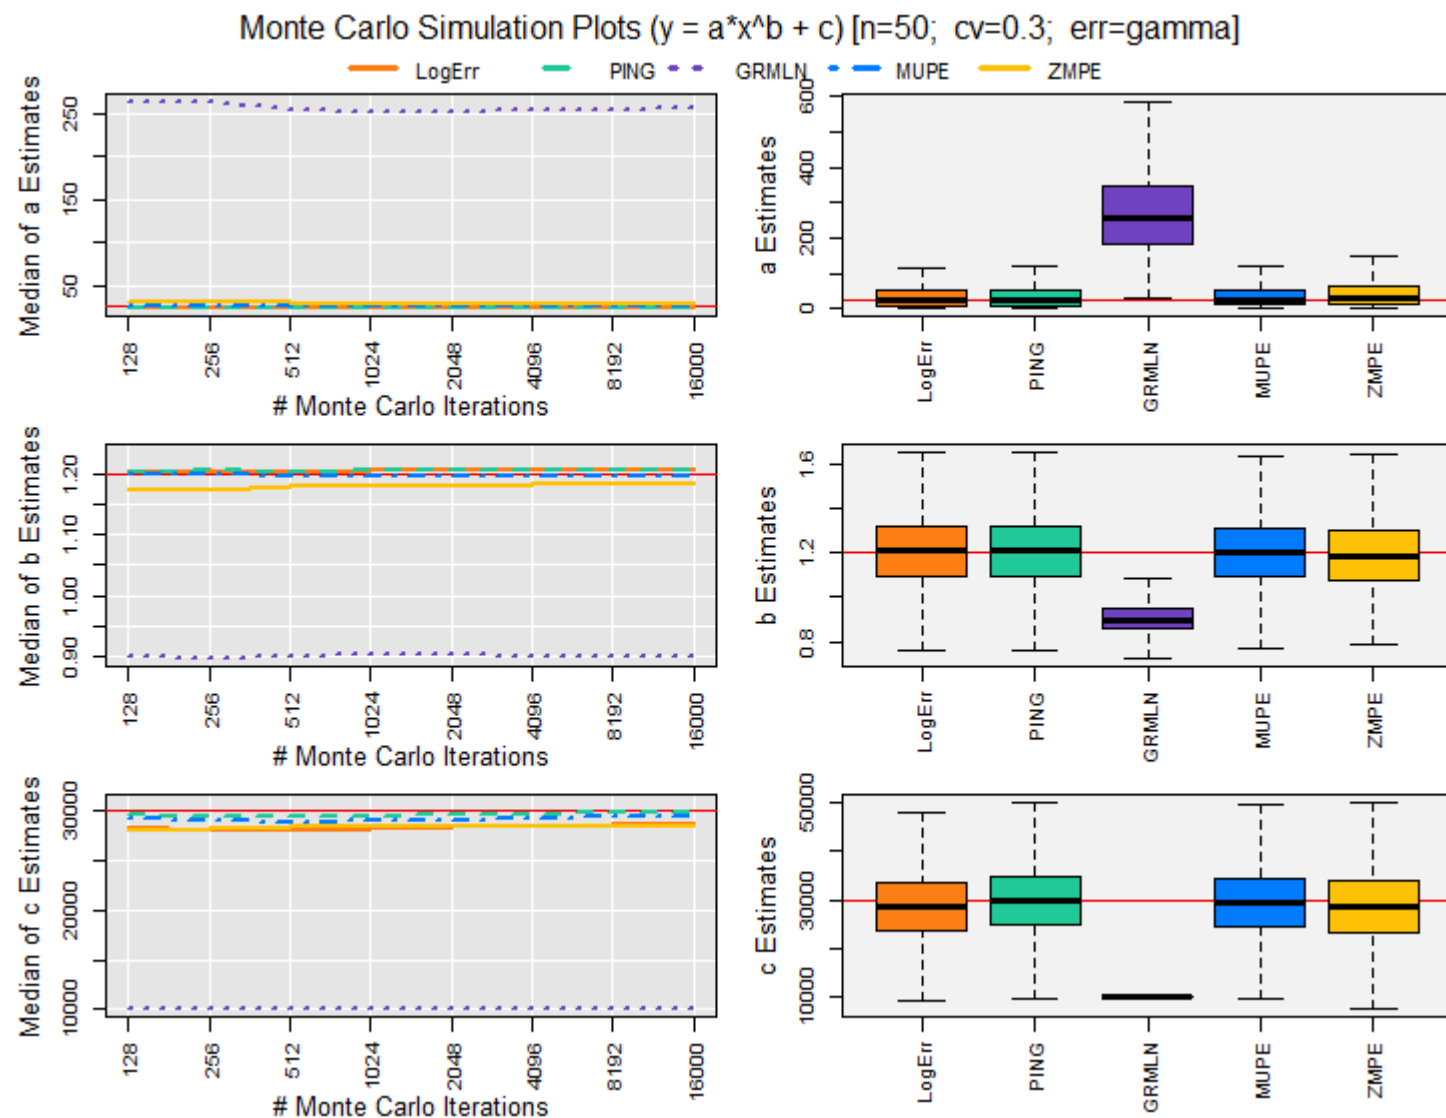 Monte Carlo Simulation Plots (y = a*x^b + c) [n=50; cv=0.3; err=gamma]
LogErr PING GRMLN MUPE ZMPE
Median of a Estimates
50 150 250
128 256 512 1024 2048 4096 8192 16000
# Monte Carlo Iterations
a Estimates
0 200 400 600
LogErr PING GRMLN MUPE ZMPE
Median of b Estimates
0.90 1.00 1.10 1.20
128 256 512 1024 2048 4096 8192 16000
# Monte Carlo Iterations
b Estimates
0.8 1.2 1.6
LogErr PING GRMLN MUPE ZMPE
Median of c Estimates
10000 200000 300000
128 256 512 1024 2048 4096 8192 16000
# Monte Carlo Iterations
c Estimates
10000 300000 500000
LogErr PING GRMLN MUPE ZMPE